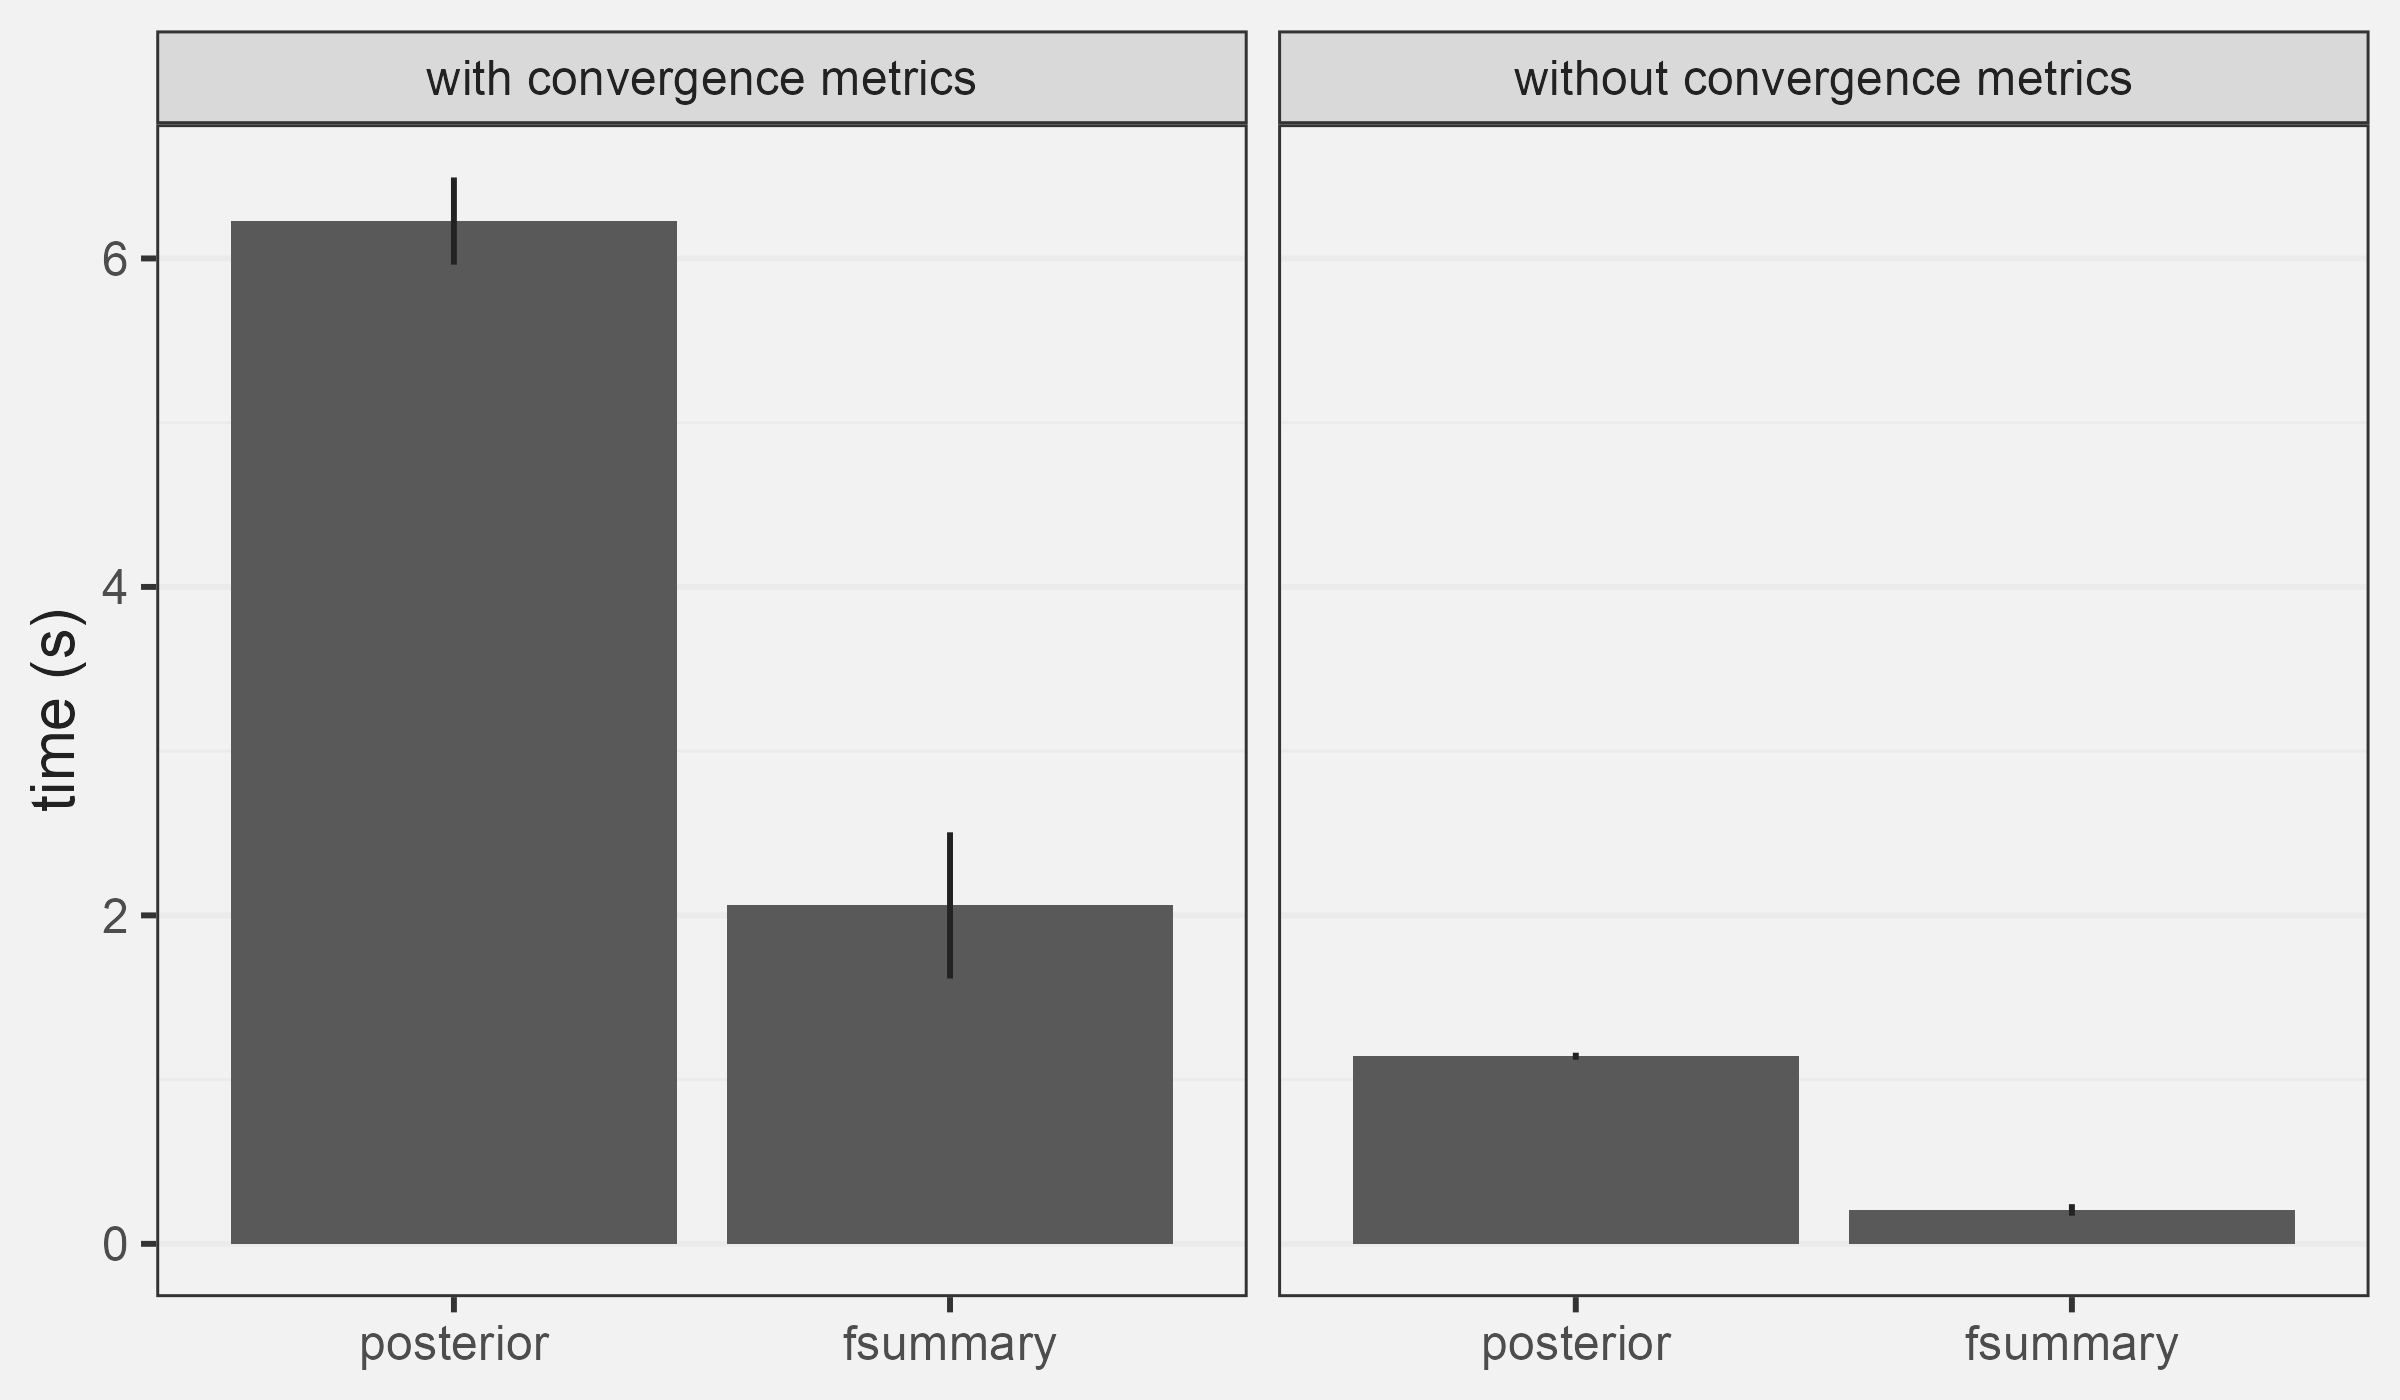 with convergence metrics
without convergence metrics
time (s)
6
4
2
0
posterior
fsummary
posterior
fsummary